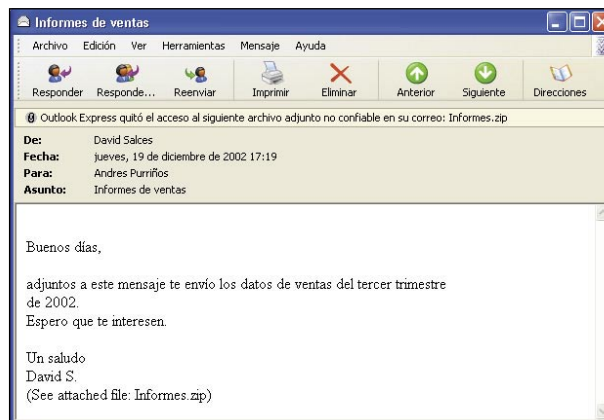 Informes de ventas
Archivo Edición Ver Herramientas Mensaje Ayuda
Responder Responde... Reenviar Imprimir Eliminar Anterior Siguiente Direcciones
Outlook Express quitó el acceso al siguiente archivo adjunto no confiable en su correo: Informes.zip
De: David Salces
Fecha: jueves, 19 de diciembre de 2002 17:19
Para: Andres Purriños
Asunto: Informes de ventas
Buenos días,
adjuntos a este mensaje te envío los datos de ventas del tercer trimestre
de 2002.
Espero que te interesen.
Un saludo
David S.
(See attached file: Informes.zip)